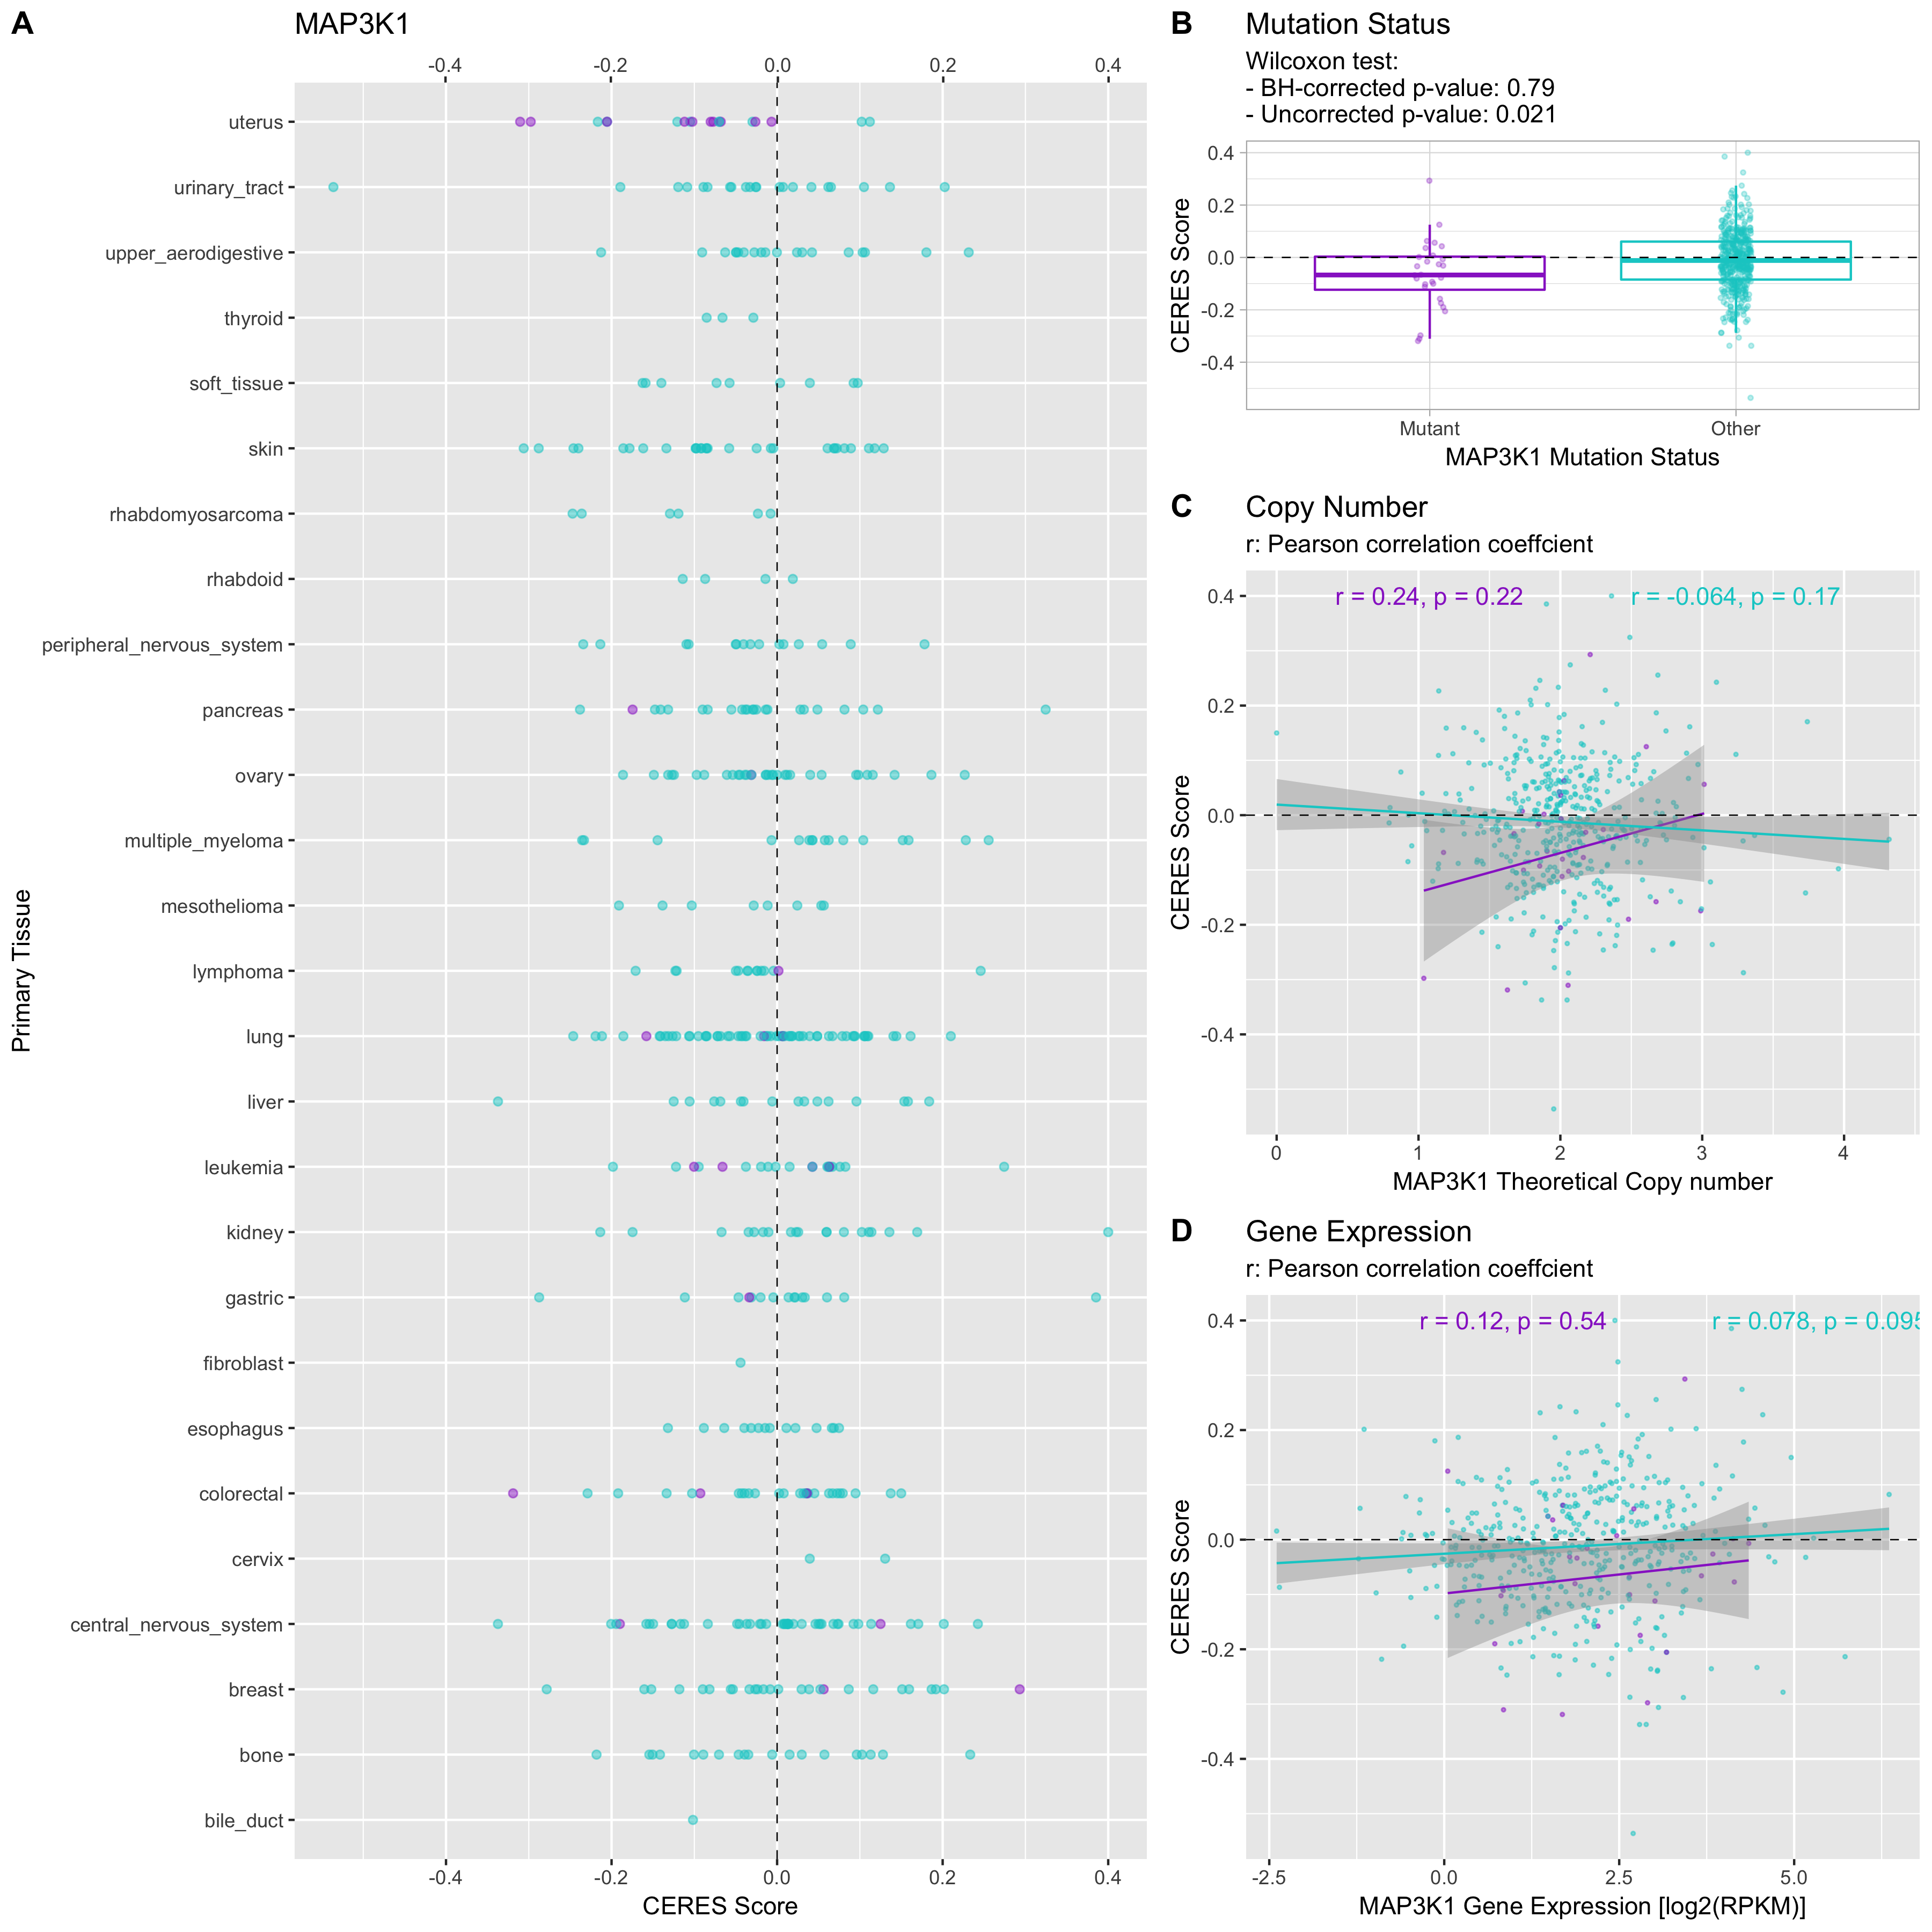 A
MAP3K1
-0.4 -0.2 0.0 0.2 0.4
Primary Tissue
uterus
urinary_tract
upper_aerodigestive
thyroid
soft_tissue
skin
rhabdomyosarcoma
rhabdoid
peripheral_nervous_system
pancreas
ovary
multiple_myeloma
mesothelioma
lymphoma
lung
liver
leukemia
kidney
gastric
fibroblast
esophagus
colorectal
cervix
central_nervous_system
breast
bone
bile_duct
-0.4 -0.2 0.0 0.2 0.4
CERES Score
B
Mutation Status
Wilcoxon test:
- BH-corrected p-value: 0.79
- Uncorrected p-value: 0.021
CERES Score
0.4
0.2
0.0
-0.2
-0.4
Mutant Other
MAP3K1 Mutation Status
C
Copy Number
r: Pearson correlation coeffcient
r = 0.24, p = 0.22 r = -0.064, p = 0.17
CERES Score
0.4
0.2
0.0
-0.2
-0.4
0 1 2 3 4
MAP3K1 Theoretical Copy number
D
Gene Expression
r: Pearson correlation coeffcient
r = 0.12, p = 0.54 r = 0.078, p = 0.095
CERES Score
0.4
0.2
0.0
-0.2
-0.4
-2.5 0.0 2.5 5.0
MAP3K1 Gene Expression [log2(RPKM)]